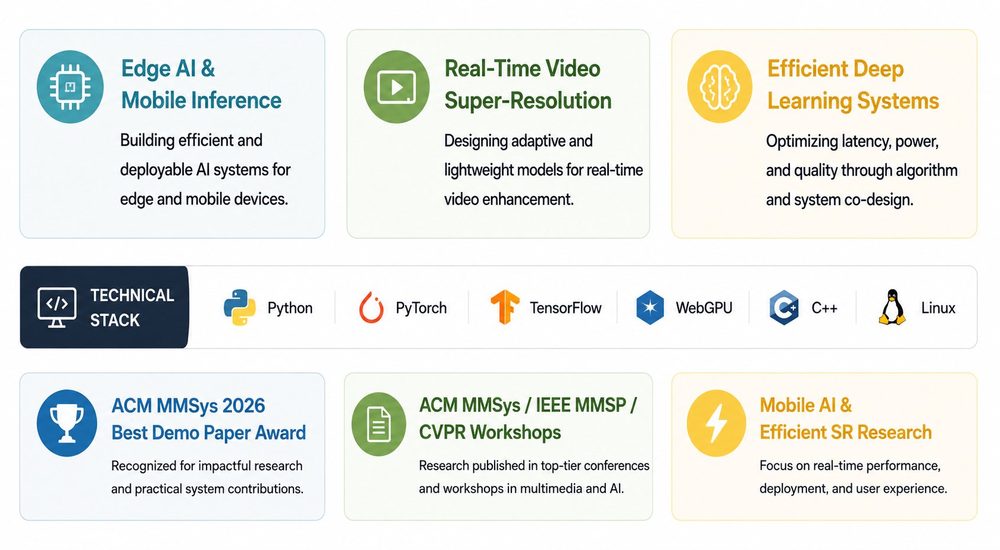 Edge AI &
Mobile Inference
Building efficient and
deployable AI systems for
edge and mobile devices.
Real-Time Video
Super-Resolution
Designing adaptive and
lightweight models for real-time
video enhancement.
Efficient Deep
Learning Systems
Optimizing latency, power,
and quality through algorithm
and system co-design.
TECHNICAL
STACK
Python
PyTorch
TensorFlow
WebGPU
C++
C++
Linux
ACM MMSys 2026
Best Demo Paper Award
Recognized for impactful research
and practical system contributions.
ACM MMSys / IEEE MMSP /
CVPR Workshops
Research published in top-tier conferences
and workshops in multimedia and AI.
Mobile AI &
Efficient SR Research
Focus on real-time performance,
deployment, and user experience.